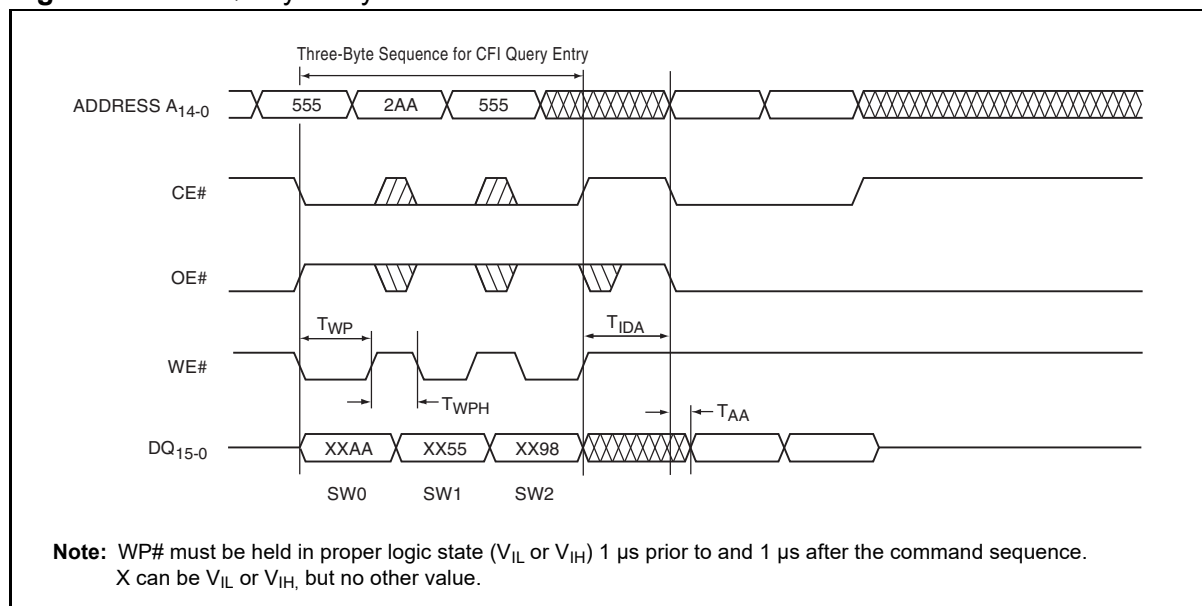 Three-Byte Sequence for CFI Query Entry
ADDRESS A14-0
555 2AA 555
CE#
OE#
TWP
TIDA
WE#
TWPH
TAA
DQ15-0
XXAA XX55 XX98
SW0 SW1 SW2
Note: WP# must be held in proper logic state (VIL or VIH) 1 µs prior to and 1 µs after the command sequence.
X can be VIL or VIH, but no other value.